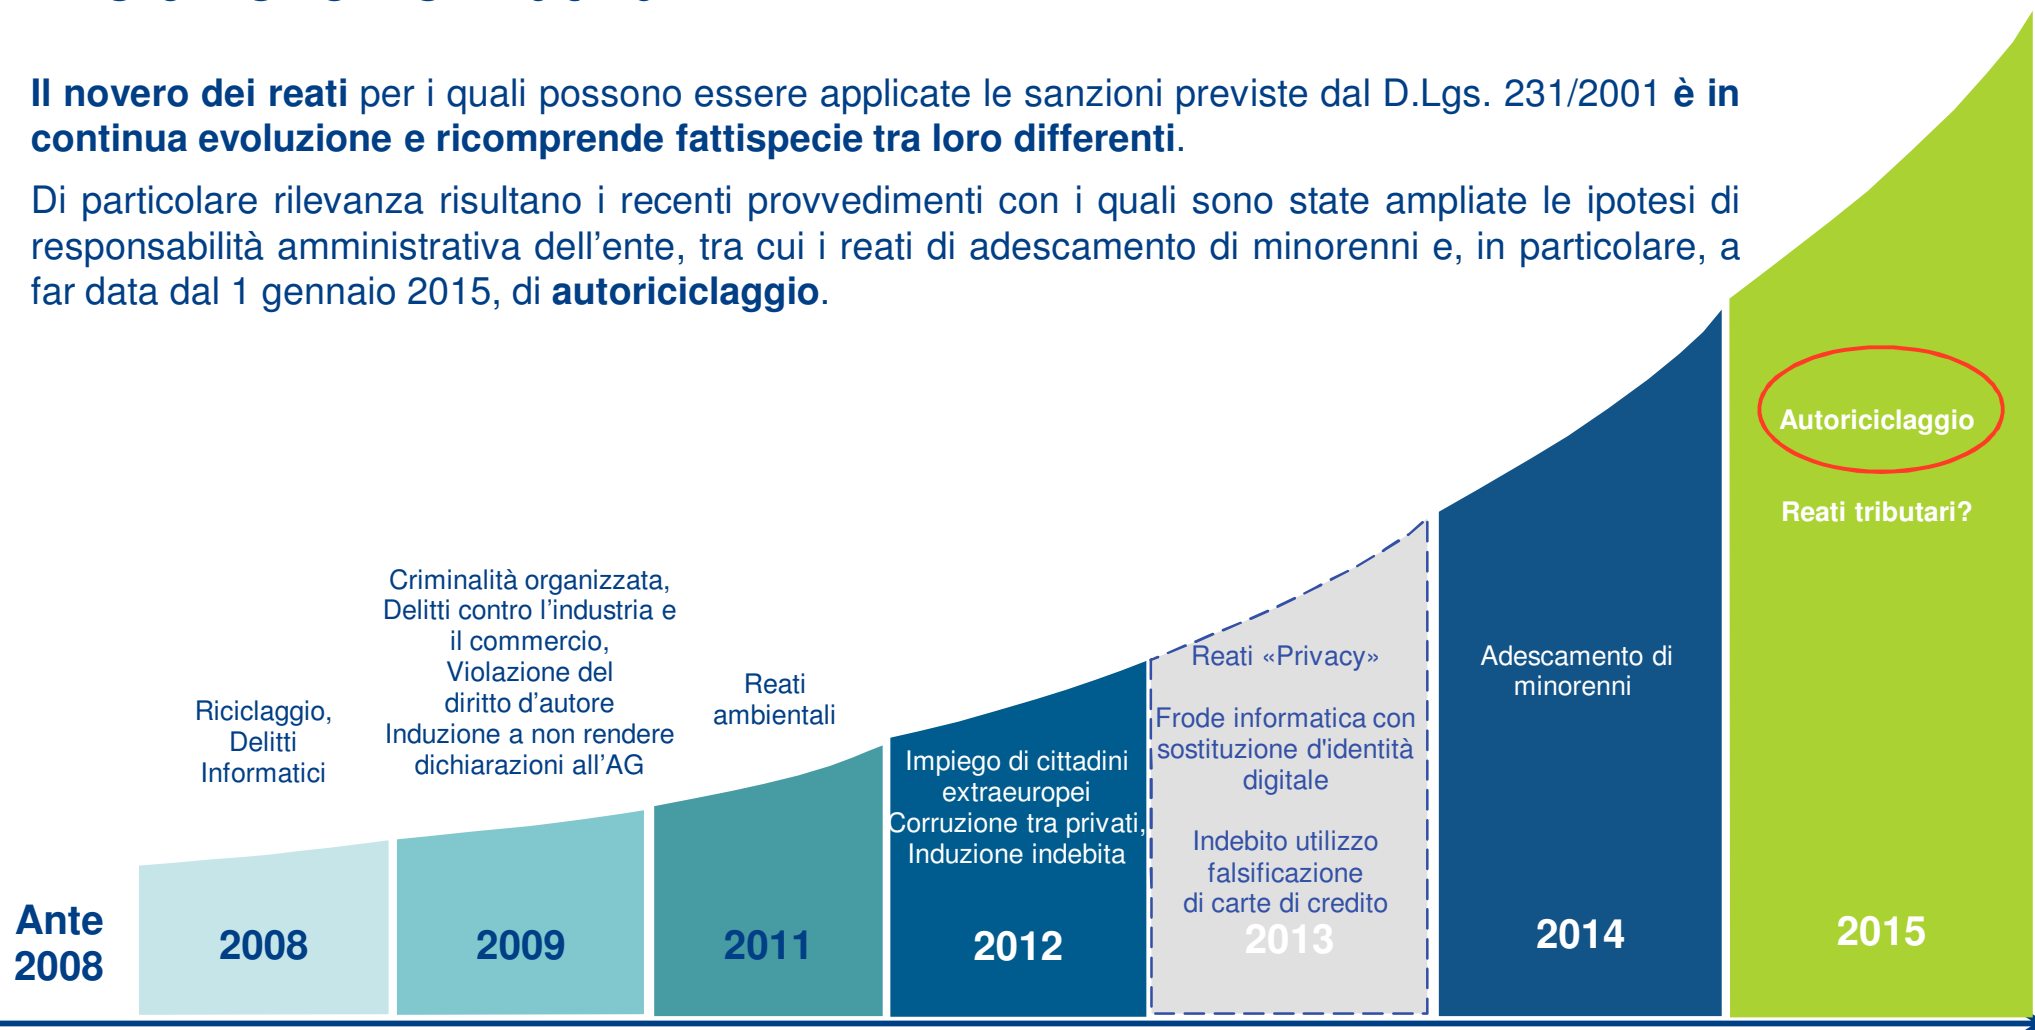 Il novero dei reati per i quali possono essere applicate le sanzioni previste dal D.Lgs. 231/2001 è in
continua evoluzione e ricomprende fattispecie tra loro differenti.
Di particolare rilevanza risultano i recenti provvedimenti con i quali sono state ampliate le ipotesi di
responsabilità amministrativa dell’ente, tra cui i reati di adescamento di minorenni e, in particolare, a
far data dal 1 gennaio 2015, di autoriciclaggio.
Ante
2008
Riciclaggio,
Delitti
Informatici
2008
Criminalità organizzata,
Delitti contro l’industria e
il commercio,
Violazione del
diritto d’autore
Induzione a non rendere
dichiarazioni all’AG
2009
Reati
ambientali
2011
Impiego di cittadini
extraeuropei
Corruzione tra privati,
Induzione indebita
2012
Reati «Privacy»
Frode informatica con
sostituzione d'identità
digitale
Indebito utilizzo
falsificazione
di carte di credito
2013
Adescamento di
minorenni
2014
Autoriciclaggio
Reati tributari?
2015